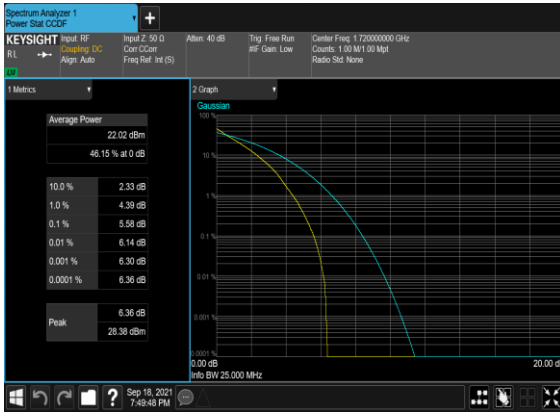 Spectrum Analyzer 1
Power Stat CCDF
+
KEYSIGHT
RL
Input: RF
Coupling: DC
Align: Auto
Input Z: 50 Ω
Corr CCorr
Freq Ref: Int (S)
Atten: 40 dB
Trig: Free Run
#IF Gain: Low
Center Freq: 1.720000000 GHz
Counts: 1.00 M/1.00 Mpt
Radio Std: None
1 Metrics
Average Power
22.02 dBm
46.15 % at 0 dB
10.0 % 2.33 dB
1.0 % 4.39 dB
0.1 % 5.58 dB
0.01 % 6.14 dB
0.001 % 6.30 dB
0.0001 % 6.36 dB
Peak
6.36 dB
28.38 dBm
2 Graph
Gaussian
100 %
10 %
1 %
0.1 %
0.01 %
0.001 %
0.0001 %
0.00 dB
20.00 d
Info BW 25.000 MHz
?
Sep 18, 2021
7:49:48 PM